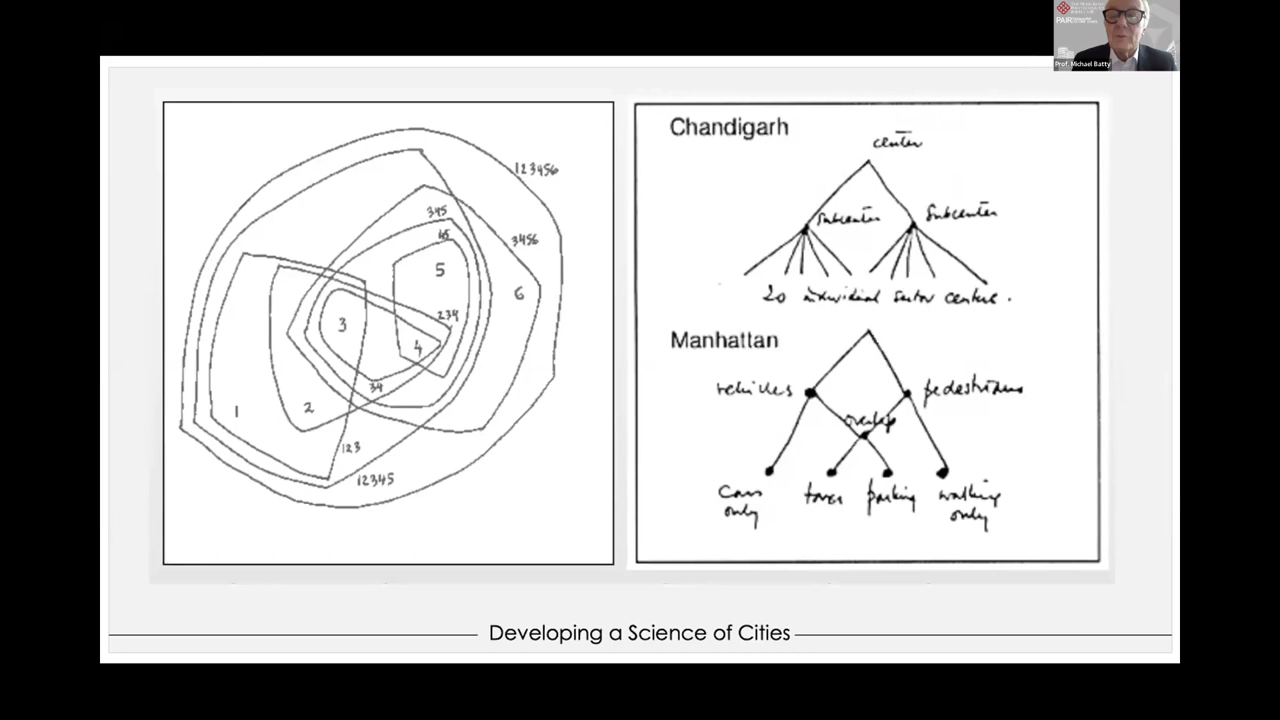 PAIR
Prof. Michael Batty
123456
345
45
3456
5
6
3
234
4
34
1
2
123
12345
Chandigarh
center
subcenter
Subcenter
20 individual sector centers.
Manhattan
vehicles
pedestrians
overlap
cars
only
taxis
parking
walking
only
Developing a Science of Cities